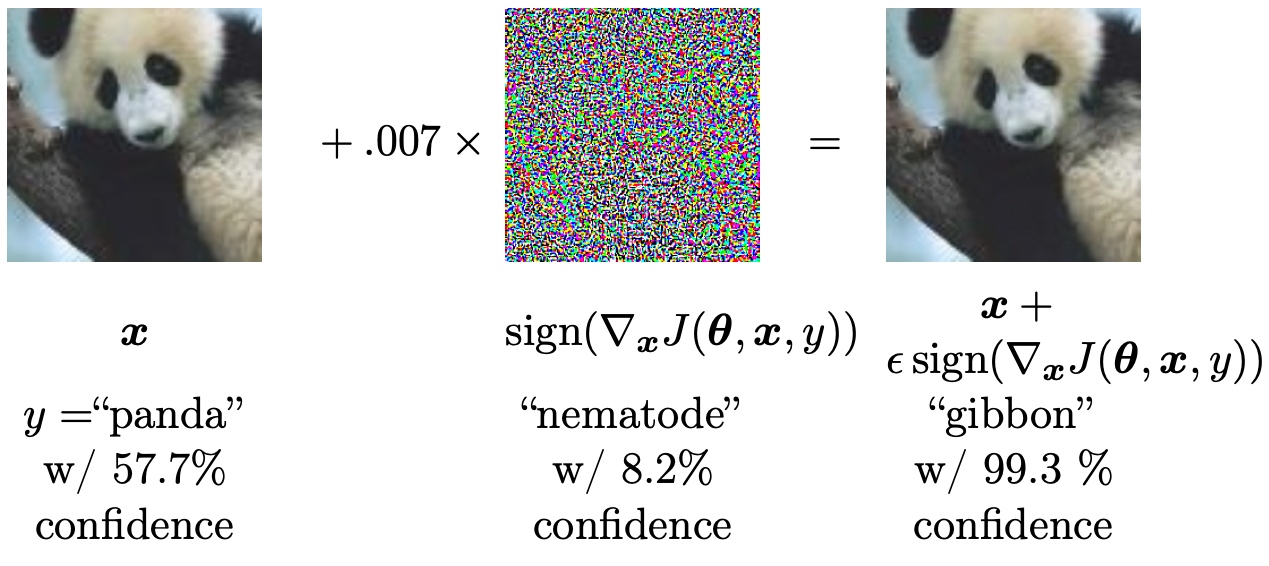 + .007 ×
=
x
y =“panda”
w/ 57.7%
confidence
sign(∇ₓJ(θ, x, y))
“nematode”
w/ 8.2%
confidence
x +
ϵ sign(∇ₓJ(θ, x, y))
“gibbon”
w/ 99.3 %
confidence